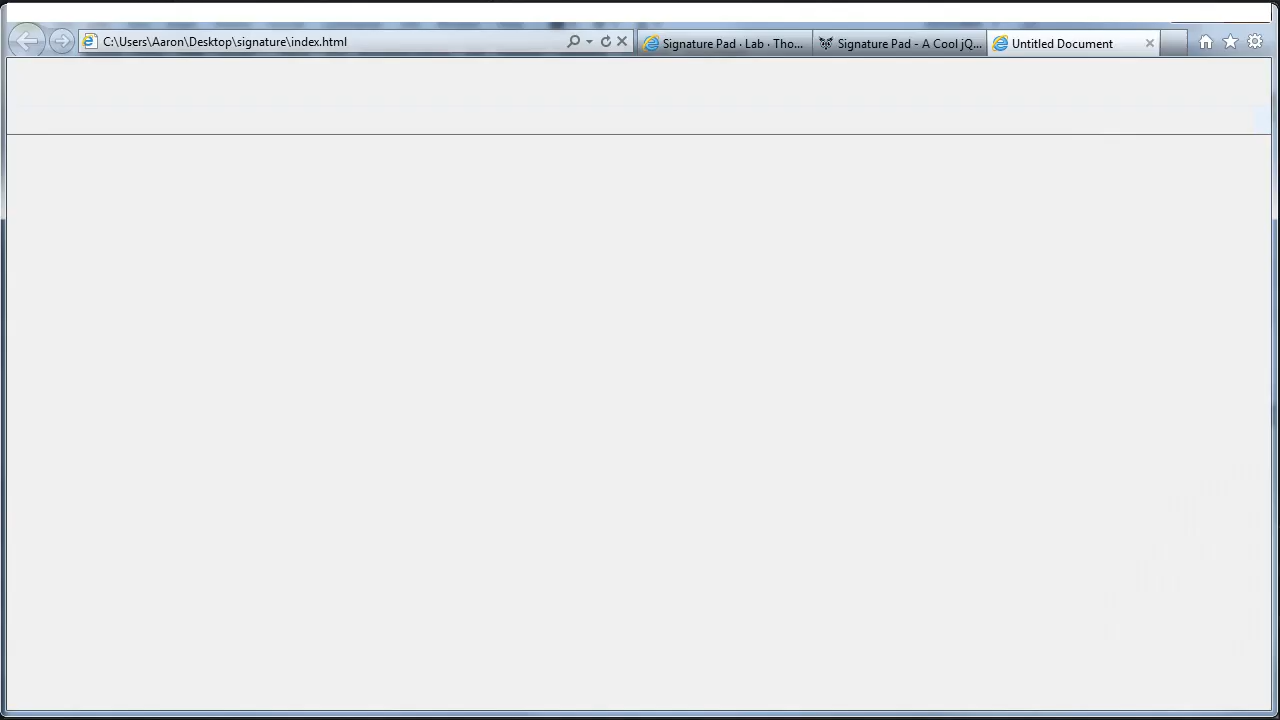 C:\Users\Aaron\Desktop\signature\index.html
Signature Pad · Lab · Tho...
Signature Pad - A Cool jQ...
Untitled Document